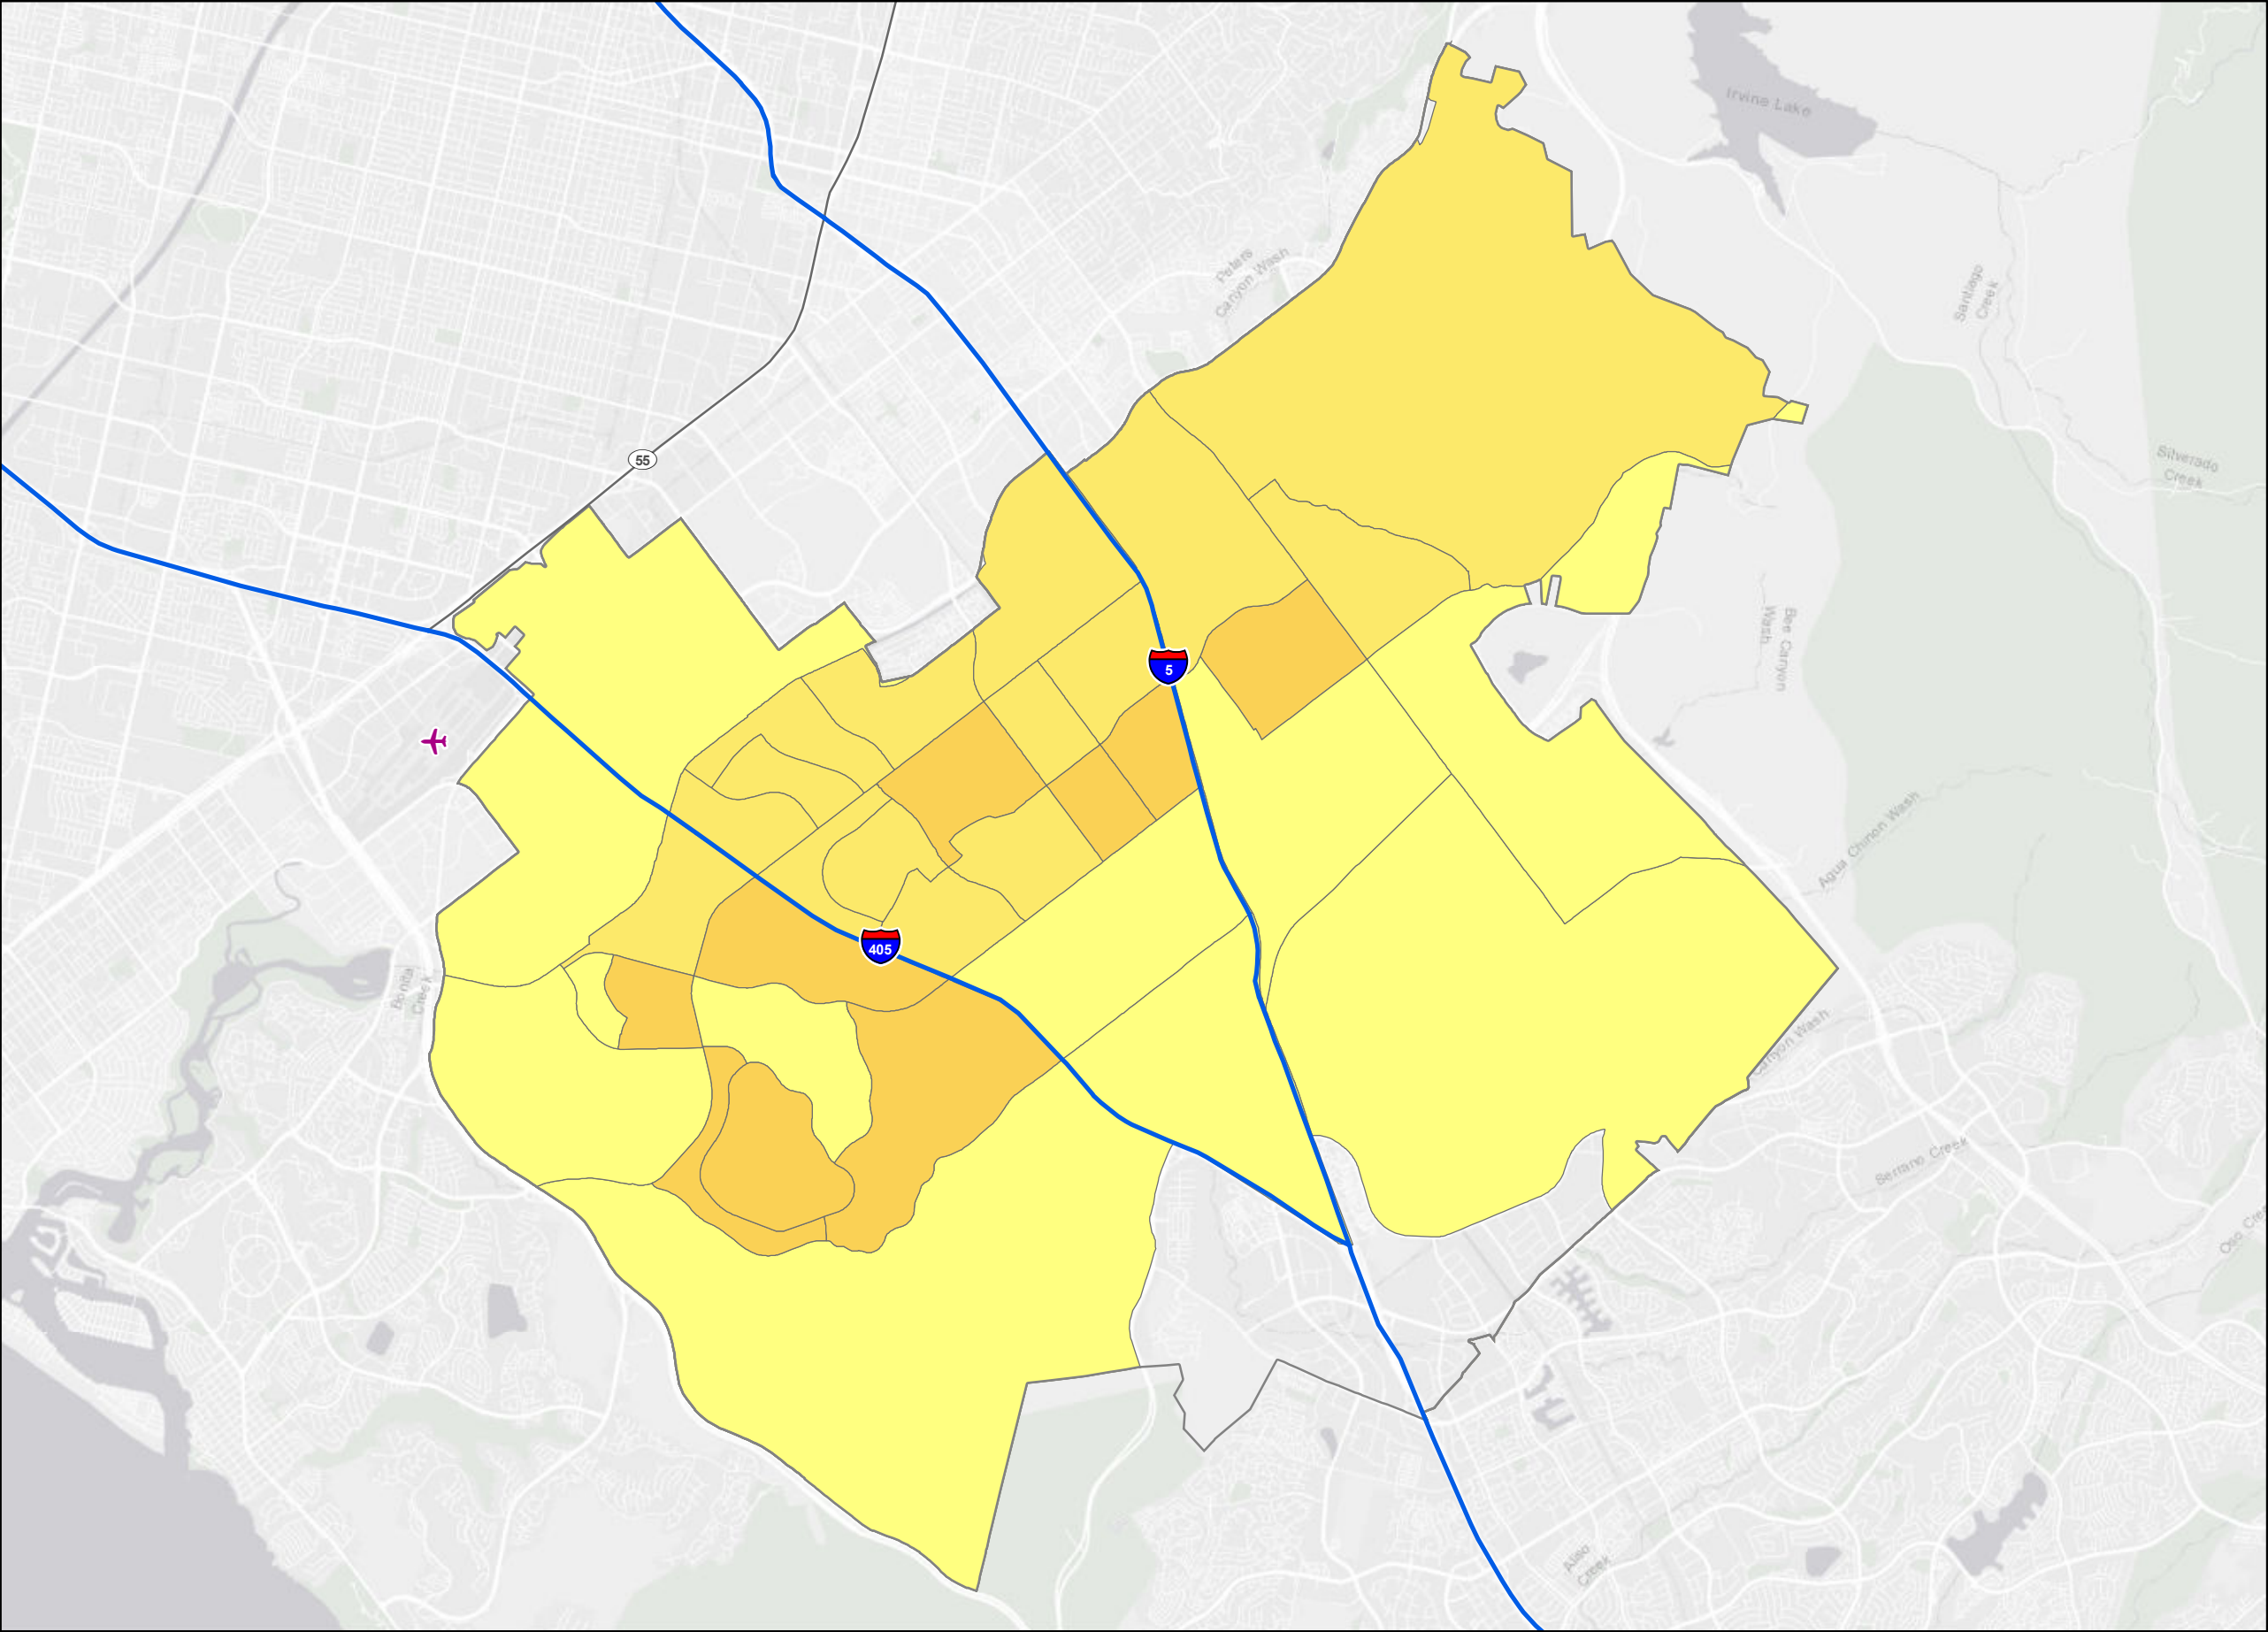 Irvine Lake
Peters
Canyon Wash
Santiago
Creek
55
Silverado
Creek
Bee Canyon
Wash
5
Agua Chinon Wash
405
Bonita
Creek
Canyon Wash
Serrano Creek
Oso Cree
Aliso
Creek